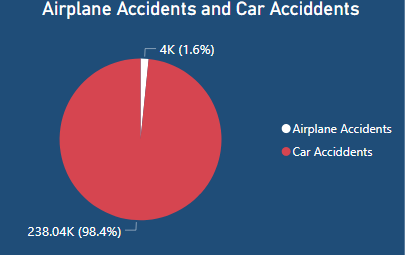 Airplane Accidents and Car Acciddents
4K (1.6%)
Airplane Accidents
Car Acciddents
238.04K (98.4%)